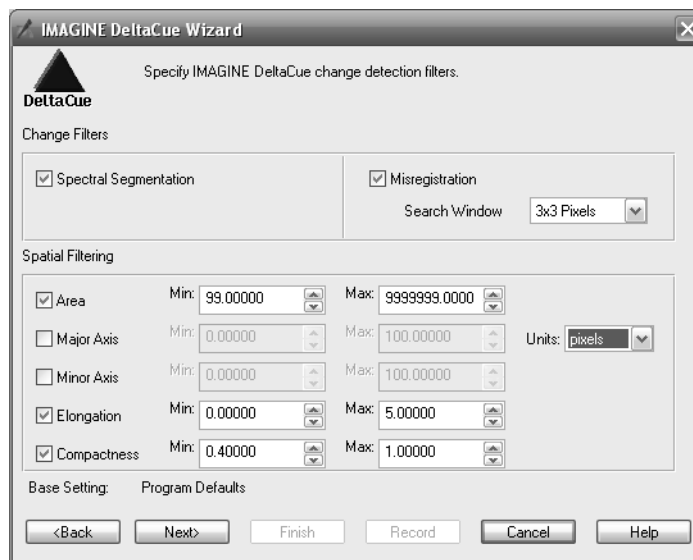 IMAGINE DeltaCue Wizard
DeltaCue
Specify IMAGINE DeltaCue change detection filters.
Change Filters
Spectral Segmentation
Misregistration
Search Window 3x3 Pixels
Spatial Filtering
Area Min: 99.00000 Max: 9999999.0000
Major Axis Min: 0.00000 Max: 100.00000 Units: pixels
Minor Axis Min: 0.00000 Max: 100.00000
Elongation Min: 0.00000 Max: 5.00000
Compactness Min: 0.40000 Max: 1.00000
Base Setting: Program Defaults
<Back Next> Finish Record Cancel Help